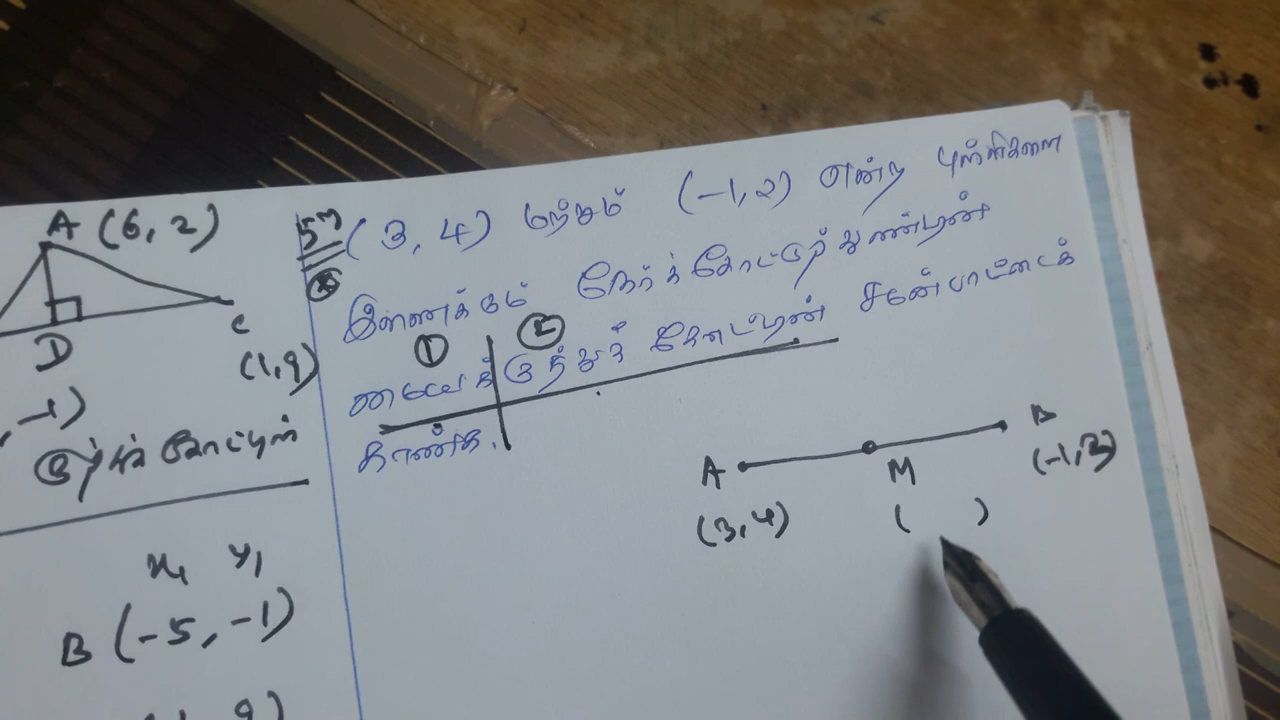 A (6, 2)
D
C
(1, 9)
, -1)
கோட்டின்
x₁ y₁
B (-5, -1)
5) (3, 4) மற்றும் (-1, 2) என்ற புள்ளிகளை
இணைக்கும் நேர்க்கோட்டுத்துண்டின்
① ②
மையக்குத்துக் கோட்டின் சமன்பாட்டைக்
காண்க.
A M B
(3, 4) ( ) (-1, 2)